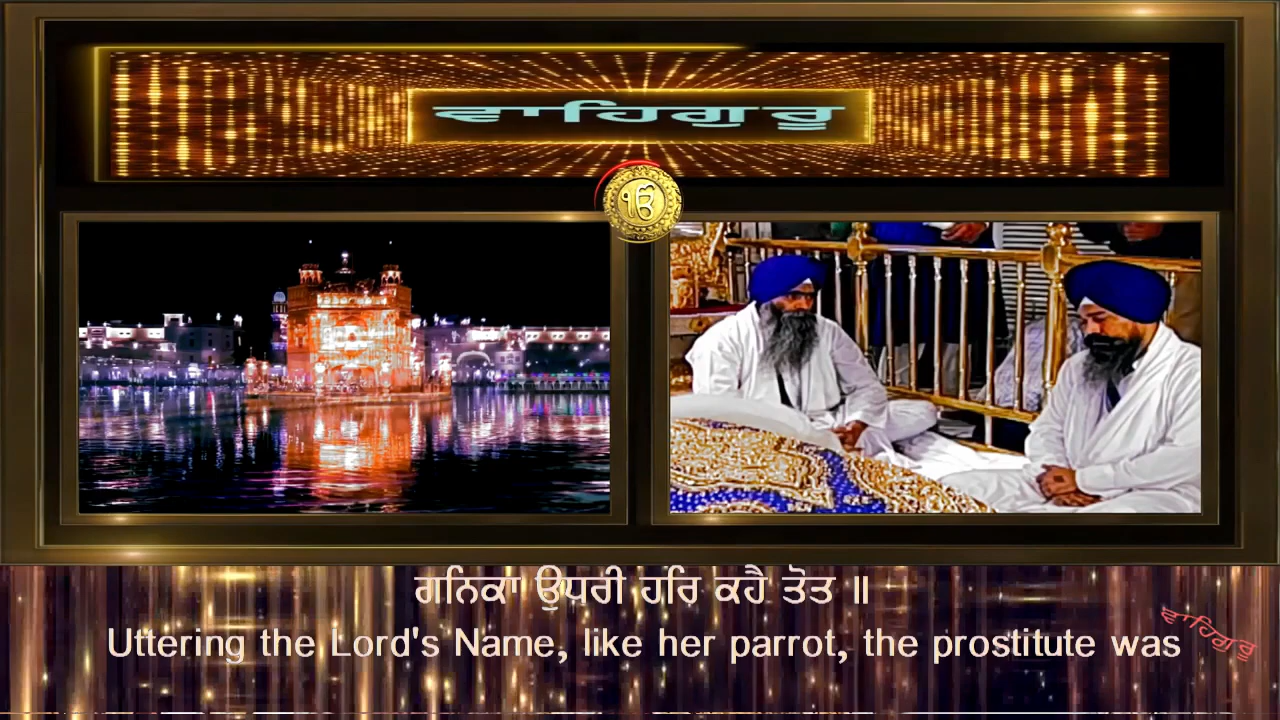 ਵਾਹਿਗੁਰੂ
ੴ
ਗਨਿਕਾ ਉਧਰੀ ਹਰਿ ਕਹੈ ਤੋਤ ॥
Uttering the Lord's Name, like her parrot, the prostitute was
ਵਾਹਿਗੁਰੂ